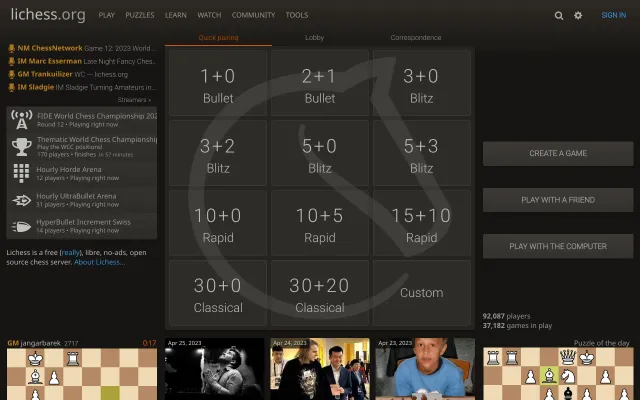 lichess.org PLAY PUZZLES LEARN WATCH COMMUNITY TOOLS SIGN IN
Quick pairing Lobby Correspondence
NM ChessNetwork Game 12: 2023 World ...
IM Marc Esserman Late Night Fancy Ches...
GM Trankuilizer WC — lichess.org
IM Sladgie IM Sladgie Turning Amateurs in...
Streamers »
FIDE World Chess Championship 202
Round 12 • Playing right now
Thematic World Chess Championship
Play the WCC positions!
170 players • finishes in 57 minutes
Hourly Horde Arena
12 players • Playing right now
Hourly UltraBullet Arena
31 players • Playing right now
HyperBullet Increment Swiss
14 players • Playing right now
Lichess is a free (really), libre, no-ads, open
source chess server. About Lichess...
1+0
Bullet
2+1
Bullet
3+0
Blitz
3+2
Blitz
5+0
Blitz
5+3
Blitz
10+0
Rapid
10+5
Rapid
15+10
Rapid
30+0
Classical
30+20
Classical
Custom
CREATE A GAME
PLAY WITH A FRIEND
PLAY WITH THE COMPUTER
92,087 players
37,182 games in play
GM jangarbarek 2717 0:17
Apr 25, 2023
Apr 24, 2023
Apr 23, 2023
Puzzle of the day